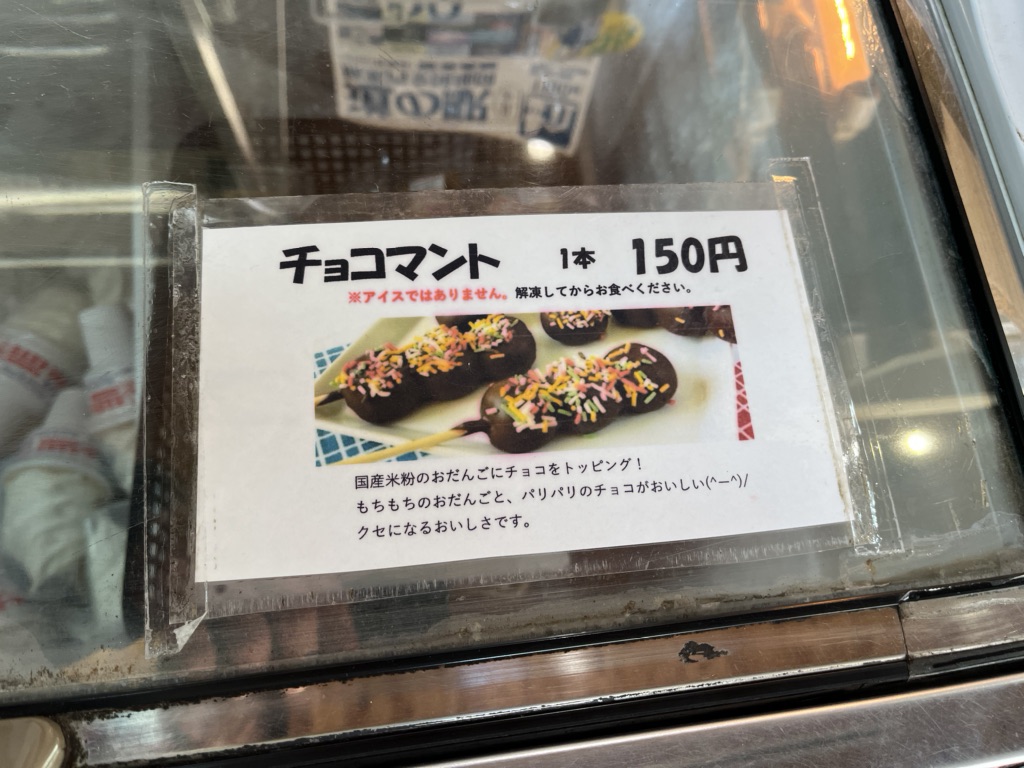 チョコマント 1本 150円
※アイスではありません。解凍してからお食べください。
国産米粉のおだんごにチョコをトッピング！
もちもちのおだんごと、パリパリのチョコがおいしい(^ー^)/
クセになるおいしさです。